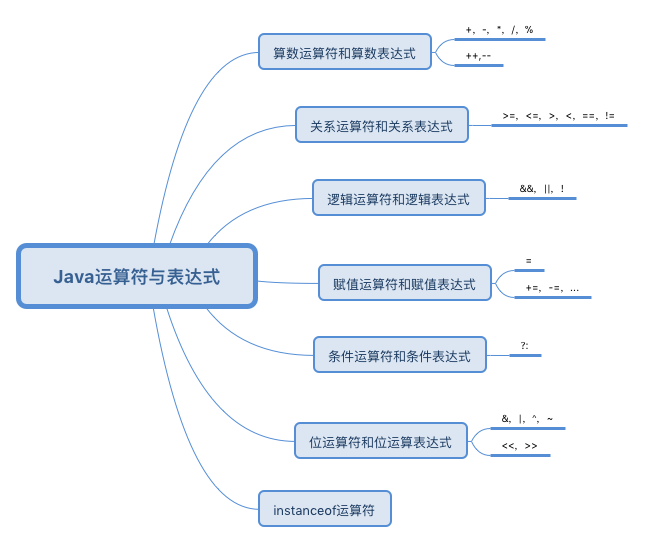 Java运算符与表达式
算数运算符和算数表达式
+, -, *, /, %
++,--
关系运算符和关系表达式
>=, <=, >, <, ==, !=
逻辑运算符和逻辑表达式
&&, ||, !
赋值运算符和赋值表达式
=
+=, -=, ...
条件运算符和条件表达式
?:
位运算符和位运算表达式
&, |, ^, ~
<<, >>
instanceof运算符